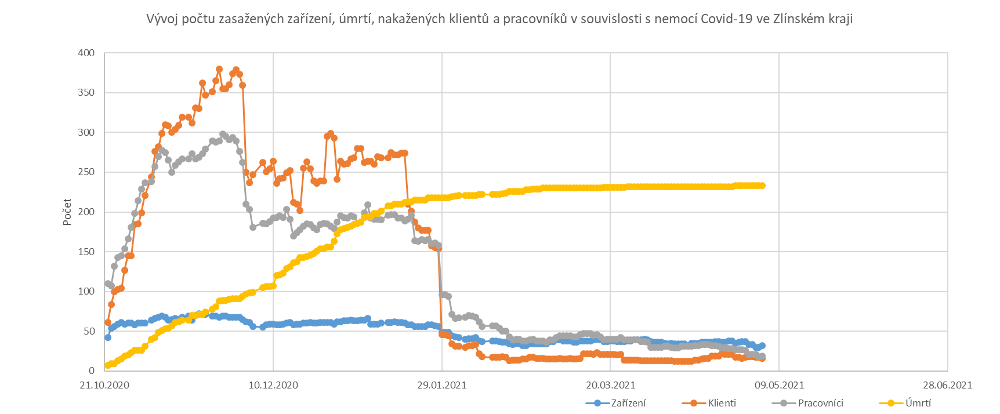 Vývoj počtu zasažených zařízení, úmrtí, nakažených klientů a pracovníků v souvislosti s nemocí Covid-19 ve Zlínském kraji
Počet
400
350
300
250
200
150
100
50
0
21.10.2020 10.12.2020 29.01.2021 20.03.2021 09.05.2021 28.06.2021
Zařízení Klienti Pracovníci Úmrtí